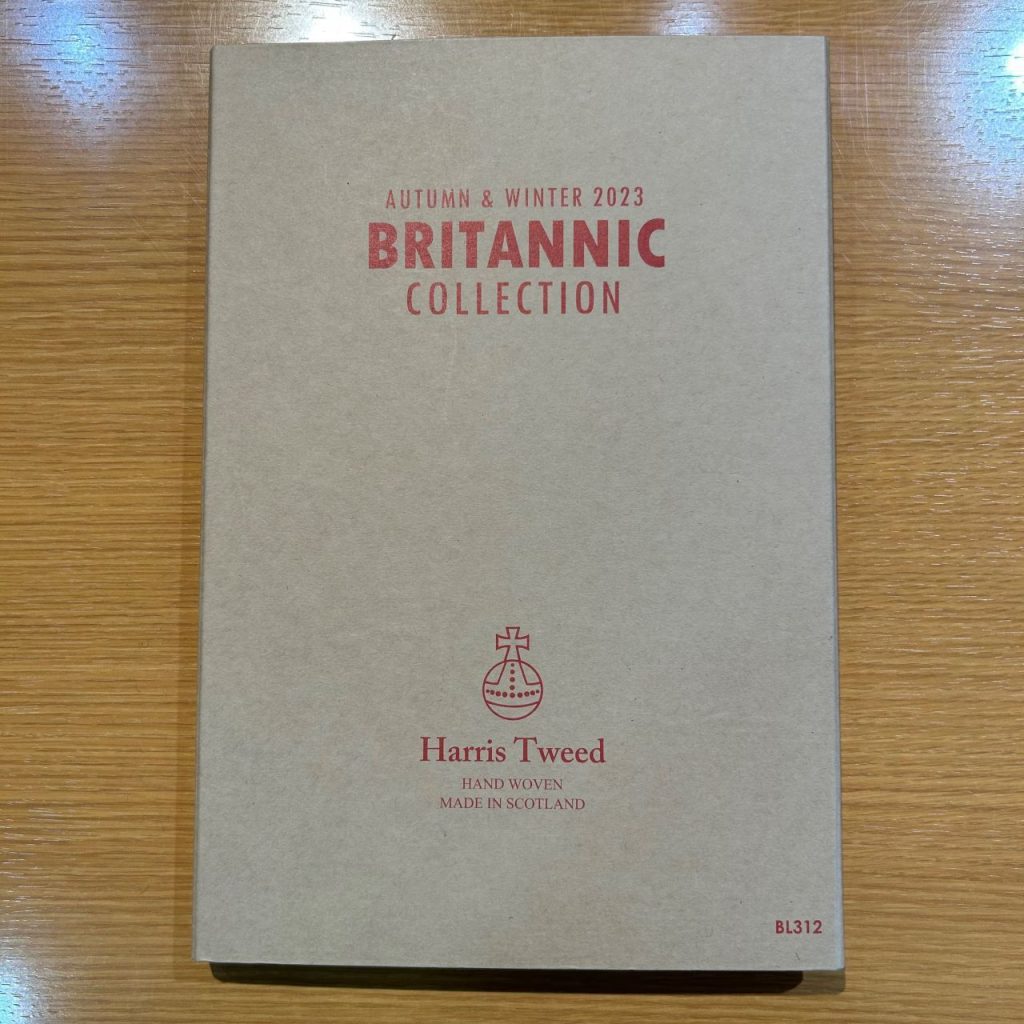 AUTUMN & WINTER 2023
BRITANNIC
COLLECTION
Harris Tweed
HAND WOVEN
MADE IN SCOTLAND
BL312